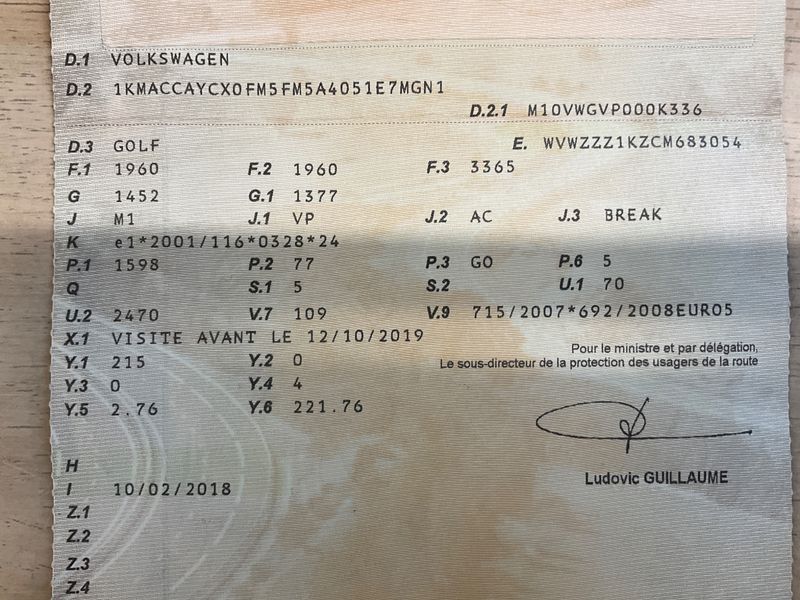 D.1 VOLKSWAGEN
D.2 1KMACCAYCX0FM5FM5A4051E7MGN1
D.2.1 M10VWGVP000K336
D.3 GOLF E. WVWZZZ1KZCM683054
F.1 1960 F.2 1960 F.3 3365
G 1452 G.1 1377
J M1 J.1 VP J.2 AC J.3 BREAK
K e1*2001/116*0328*24
P.1 1598 P.2 77 P.3 GO P.6 5
Q S.1 5 S.2 U.1 70
U.2 2470 V.7 109 V.9 715/2007*692/2008EURO5
X.1 VISITE AVANT LE 12/10/2019
Pour le ministre et par délégation,
Y.1 215 Y.2 0 Le sous-directeur de la protection des usagers de la route
Y.3 0 Y.4 4
Y.5 2.76 Y.6 221.76
H
Ludovic GUILLAUME
I 10/02/2018
Z.1
Z.2
Z.3
Z.4